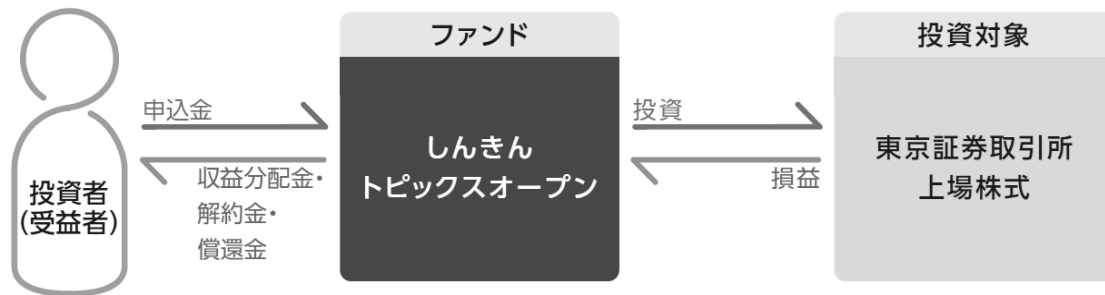 ファンド
投資対象
申込金
投資
しんきん
トピックスオープン
東京証券取引所
上場株式
収益分配金・
解約金・
償還金
損益
投資者
(受益者)